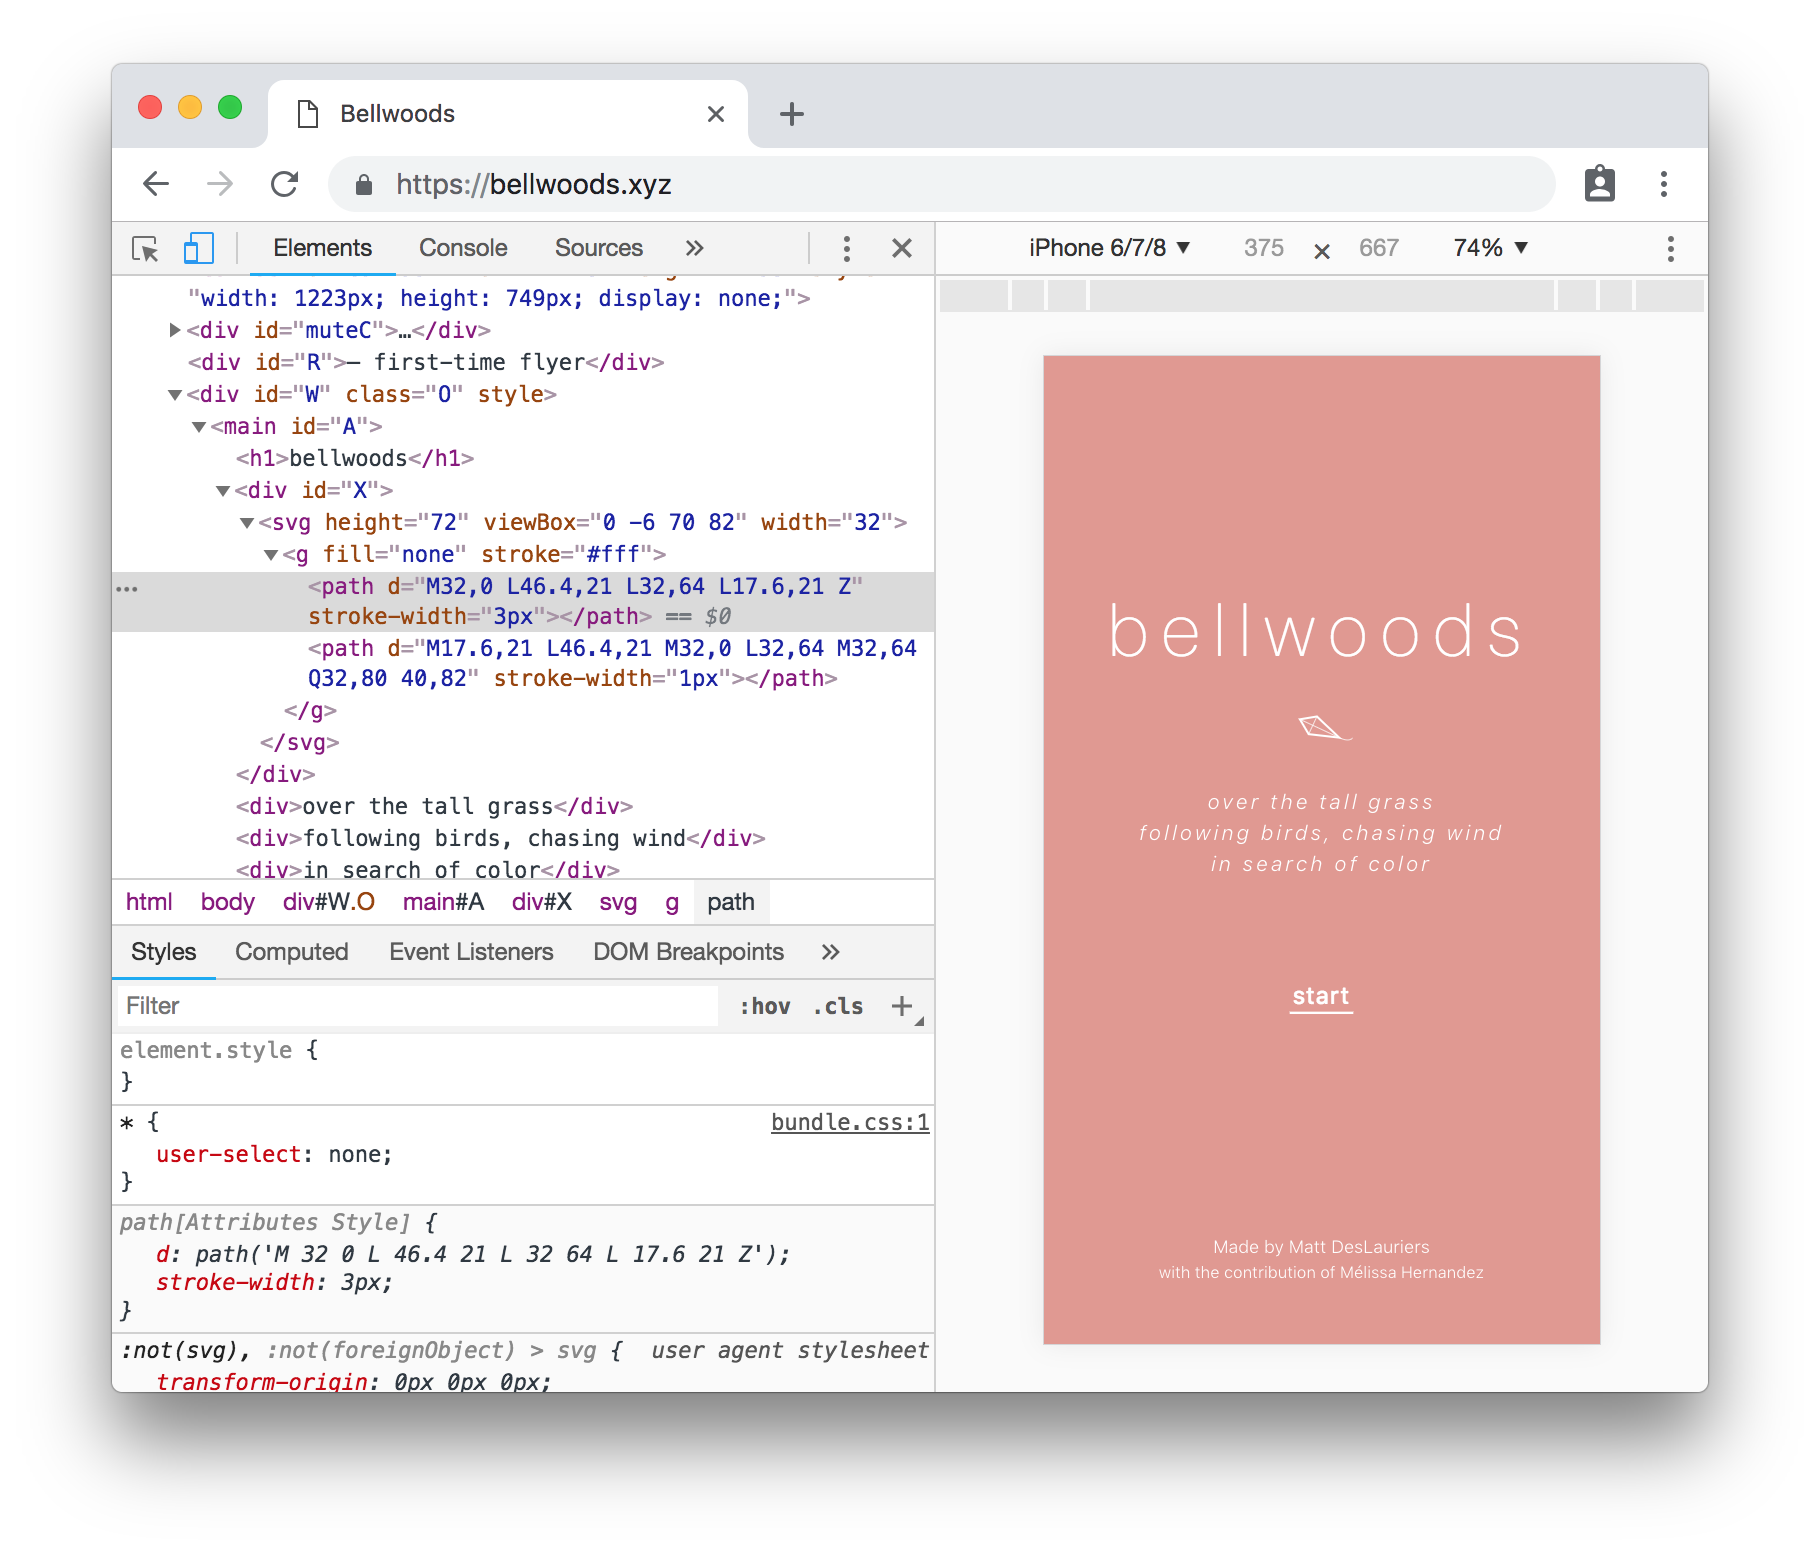 Bellwoods
https://bellwoods.xyz
Elements Console Sources »
iPhone 6/7/8 ▼ 375 × 667 74% ▼
"width: 1223px; height: 749px; display: none;">
▶<div id="muteC">…</div>
<div id="R">— first-time flyer</div>
▼<div id="W" class="O" style>
▼<main id="A">
<h1>bellwoods</h1>
▼<div id="X">
▼<svg height="72" viewBox="0 -6 70 82" width="32">
▼<g fill="none" stroke="#fff">
<path d="M32,0 L46.4,21 L32,64 L17.6,21 Z"
stroke-width="3px"></path> == $0
<path d="M17.6,21 L46.4,21 M32,0 L32,64 M32,64
Q32,80 40,82" stroke-width="1px"></path>
</g>
</svg>
</div>
<div>over the tall grass</div>
<div>following birds, chasing wind</div>
<div>in search of color</div>
html body div#W.O main#A div#X svg g path
Styles Computed Event Listeners DOM Breakpoints »
Filter :hov .cls +
element.style {
}
* { bundle.css:1
user-select: none;
}
path[Attributes Style] {
d: path('M 32 0 L 46.4 21 L 32 64 L 17.6 21 Z');
stroke-width: 3px;
}
:not(svg), :not(foreignObject) > svg { user agent stylesheet
transform-origin: 0px 0px 0px;
bellwoods
over the tall grass
following birds, chasing wind
in search of color
start
Made by Matt DesLauriers
with the contribution of Mélissa Hernandez